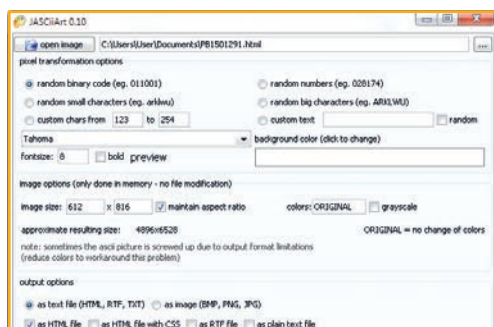 JASCiiArt 0.10
open image C:\Users\User\Documents\PB1501291.html ...
pixel transformation options
random binary code (eg. 011001) random numbers (eg. 028174)
random small characters (eg. arklwu) random big characters (eg. ARKLWU)
custom chars from 123 to 254 custom text random
Tahoma background color (click to change)
fontsize: 8 bold preview
image options (only done in memory - no file modification)
image size: 612 x 816 maintain aspect ratio colors: ORIGINAL grayscale
approximate resulting size: 4896x6528 ORIGINAL = no change of colors
note: sometimes the ascii picture is screwed up due to output format limitations
(reduce colors to workaround this problem)
output options
as text file (HTML, RTF, TXT) as image (BMP, PNG, JPG)
as HTML file as HTML file with CSS as RTF file as plain text file